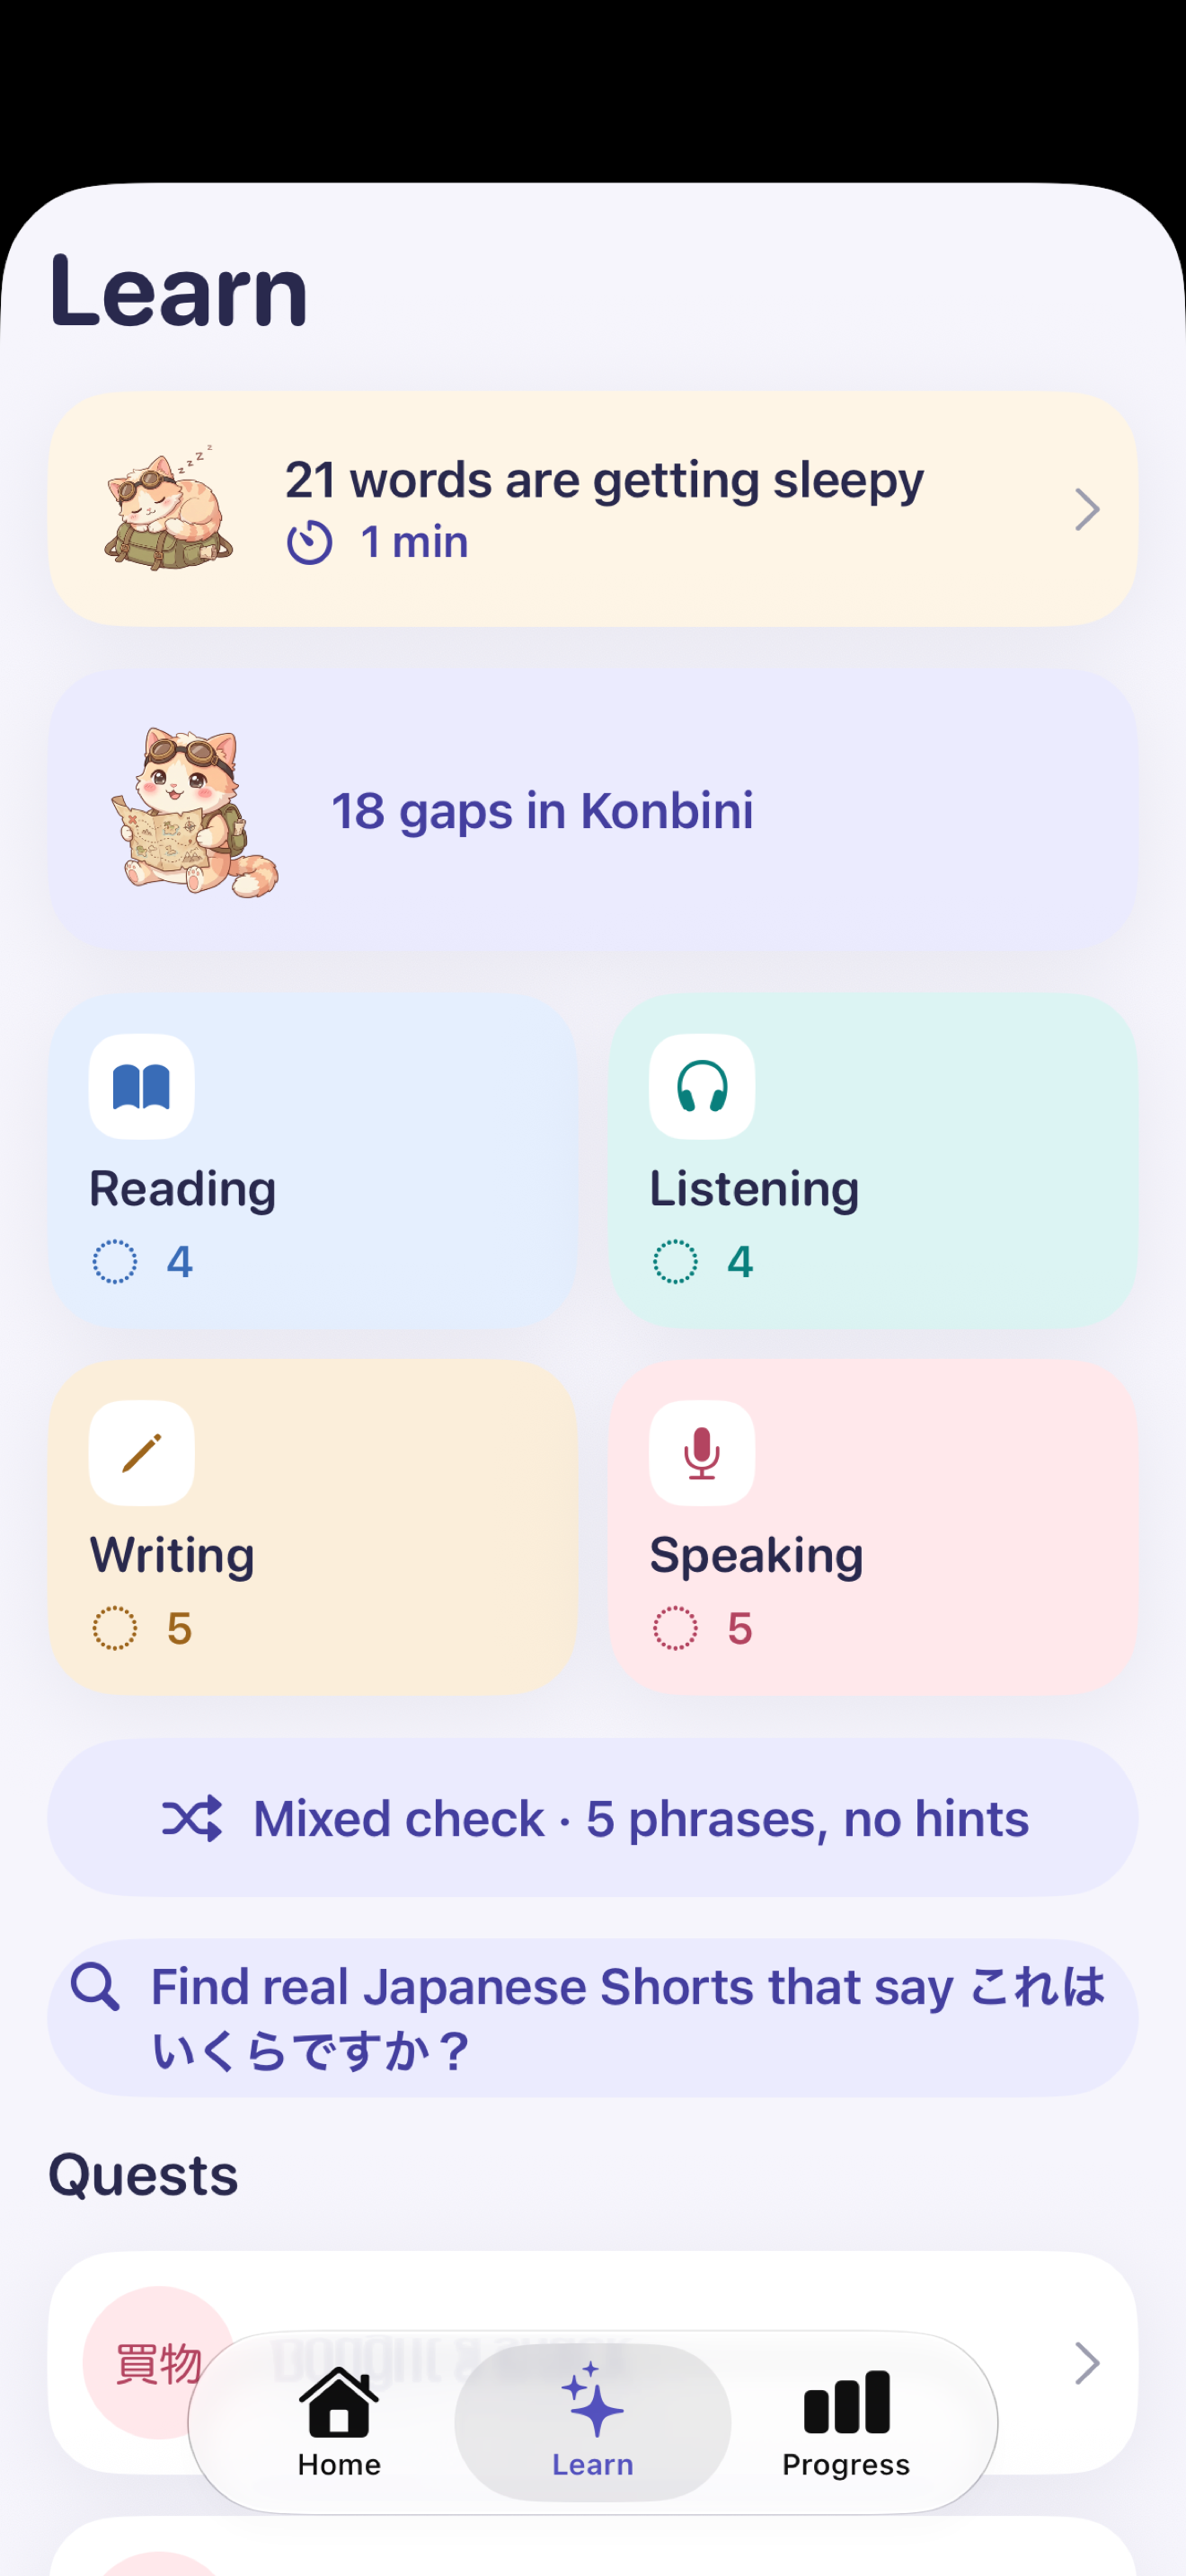 Learn
z z z z
21 words are getting sleepy
1 min
18 gaps in Konbini
Reading
4
Listening
4
Writing
5
Speaking
5
Mixed check · 5 phrases, no hints
Find real Japanese Shorts that say これは
いくらですか？
Quests
買物
Home
Learn
Progress